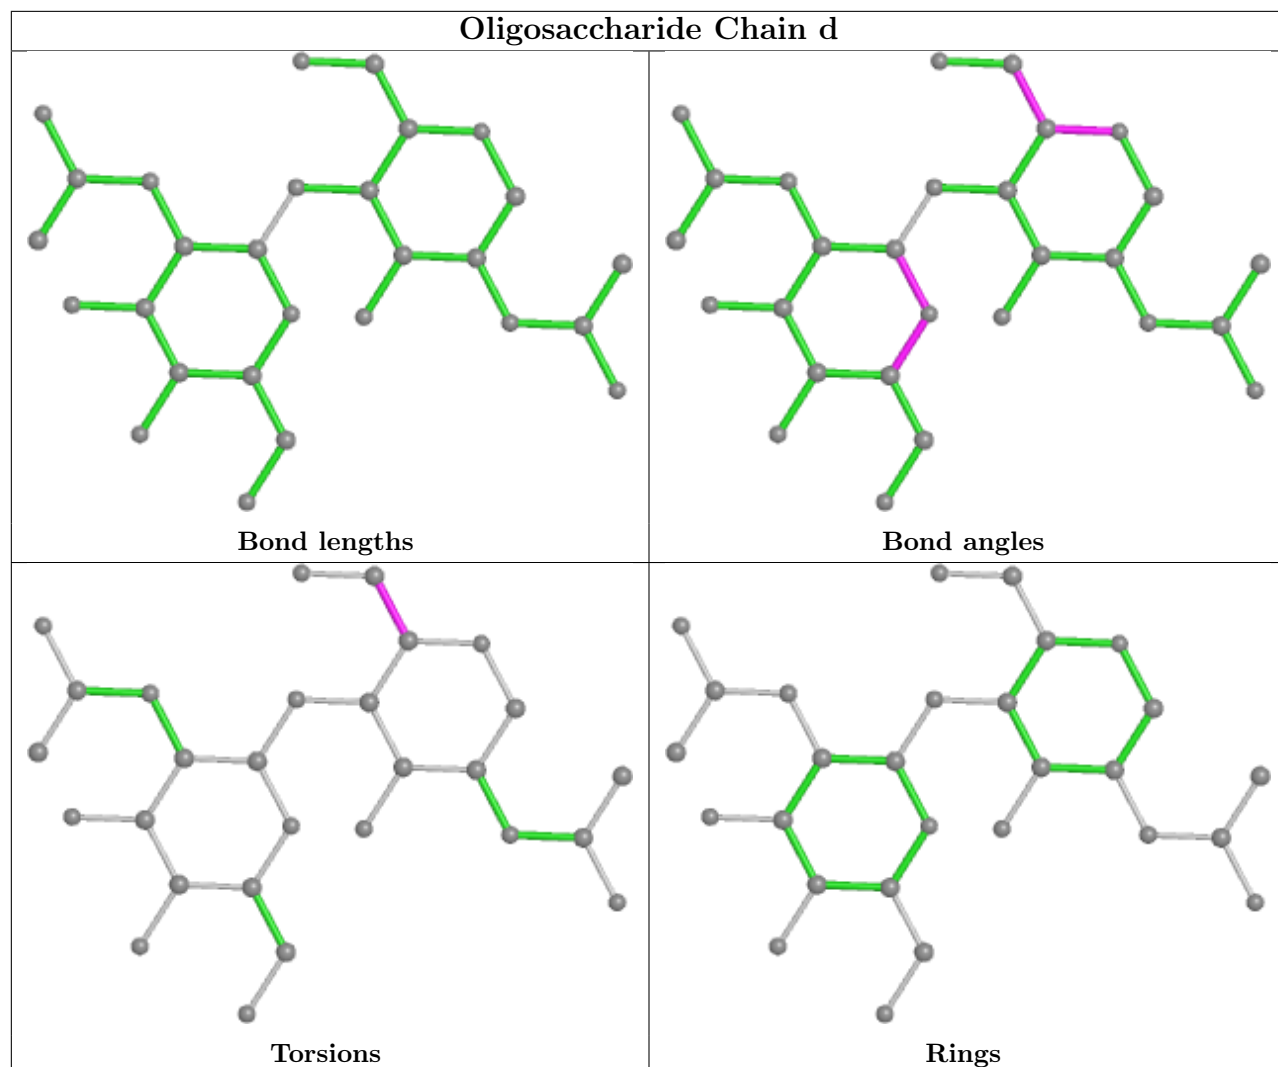 Oligosaccharide Chain d
Bond lengths
Bond angles
Torsions
Rings